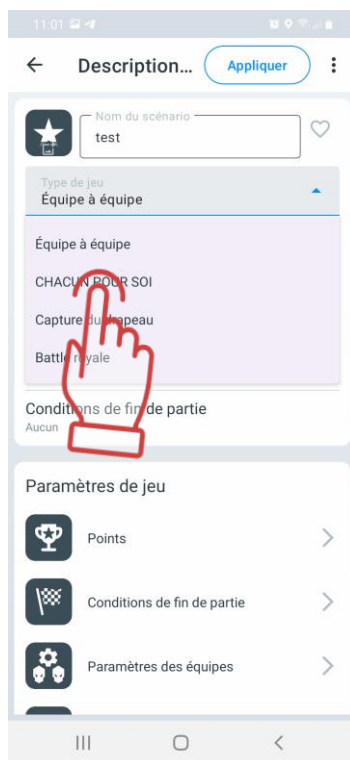 11:01
Description... Appliquer
Nom du scénario
test
Type de jeu
Équipe à équipe
Équipe à équipe
CHACUN POUR SOI
Capture du drapeau
Battle royale
Conditions de fin de partie
Aucun
Paramètres de jeu
Points
Conditions de fin de partie
Paramètres des équipes